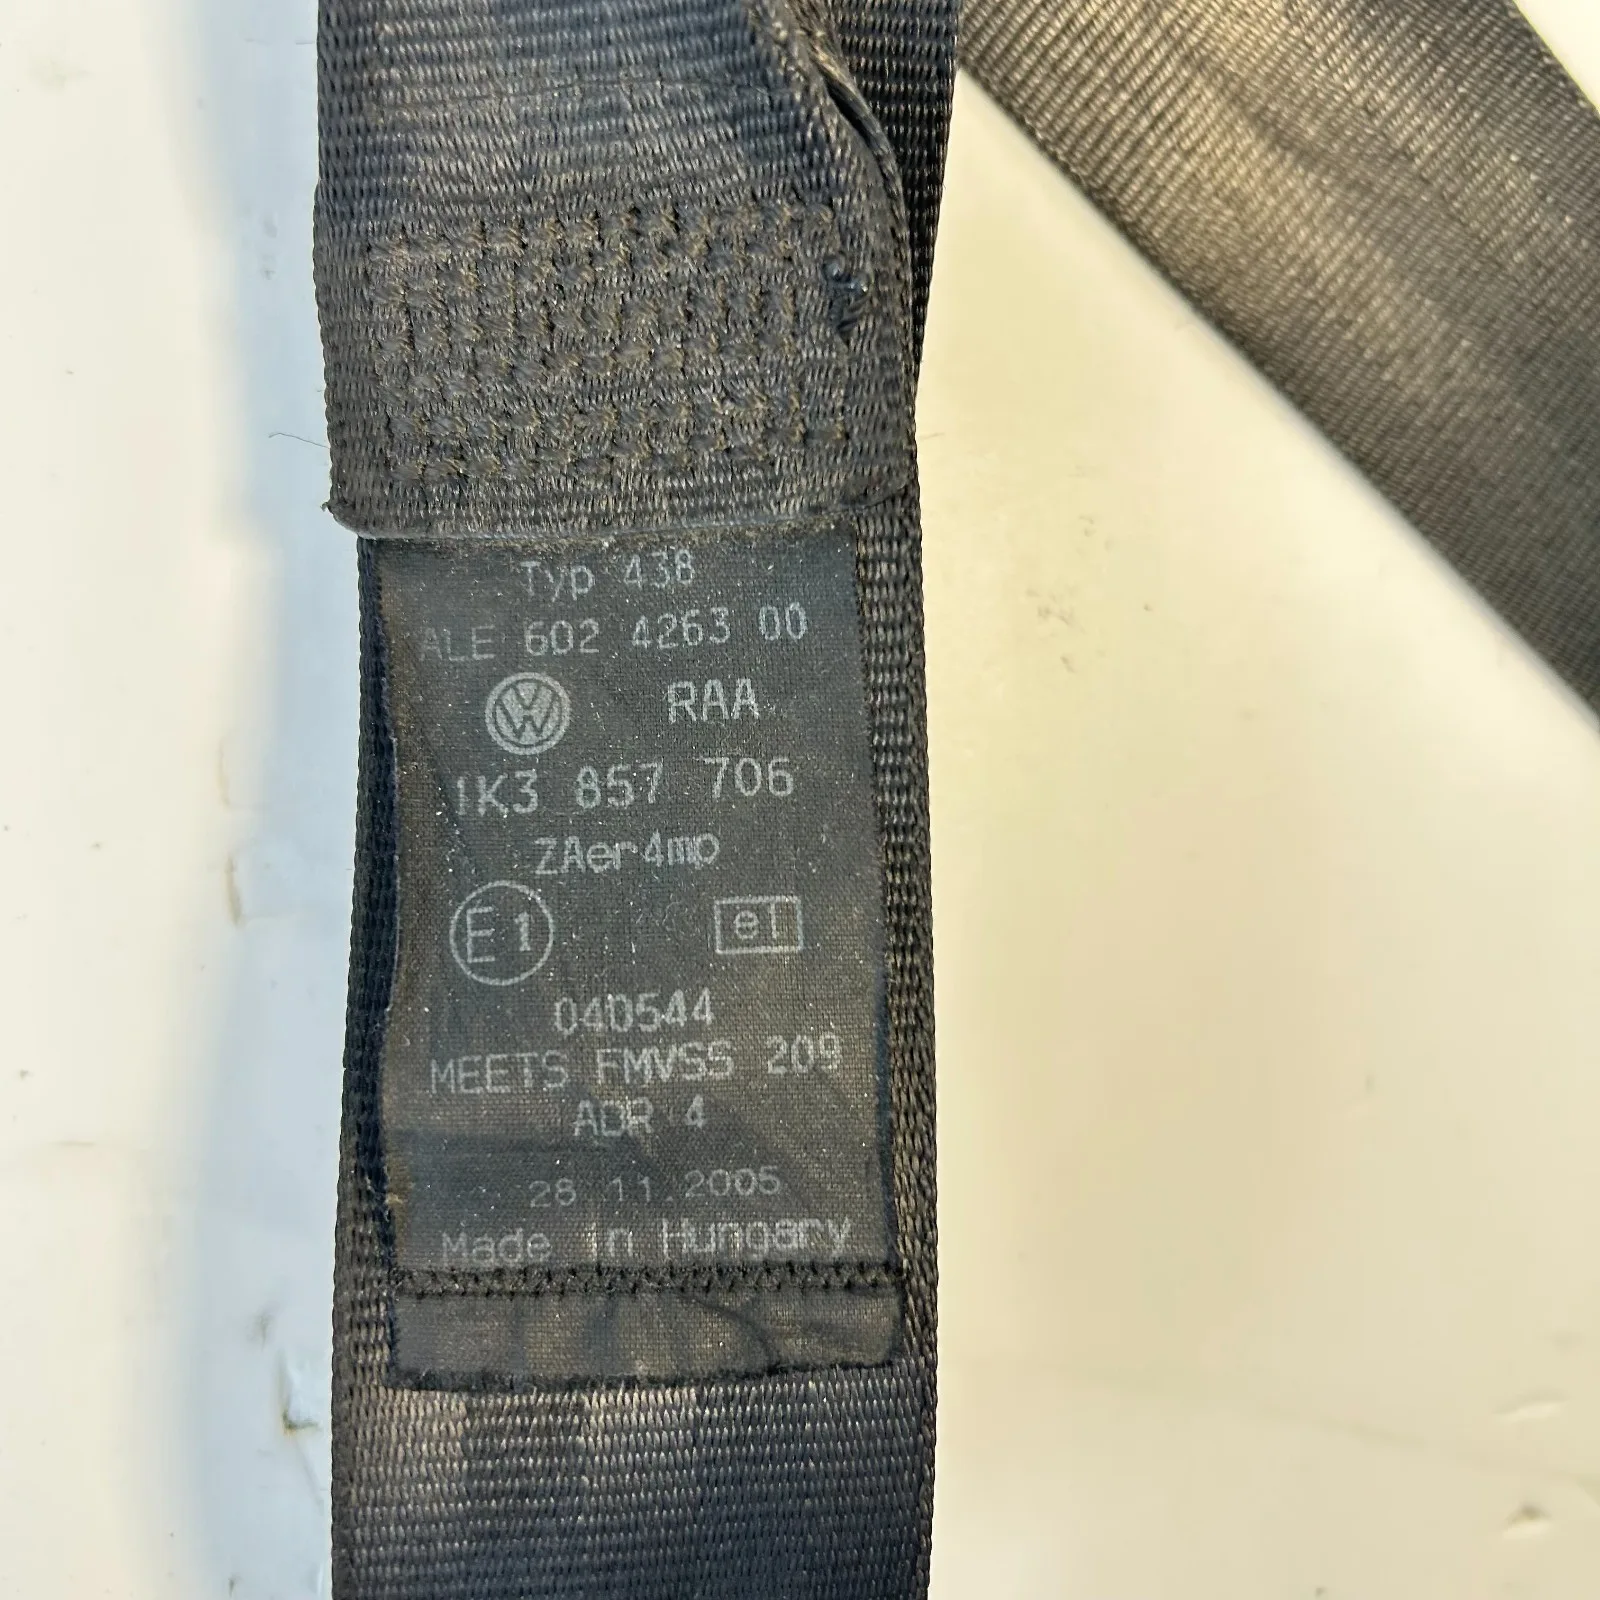 Typ 438
ALE 602 4263 00
RAA
1K3 857 706
ZAer4mp
E1 e1
040544
MEETS FMVSS 209
ADR 4
28.11.2005
Made in Hungary